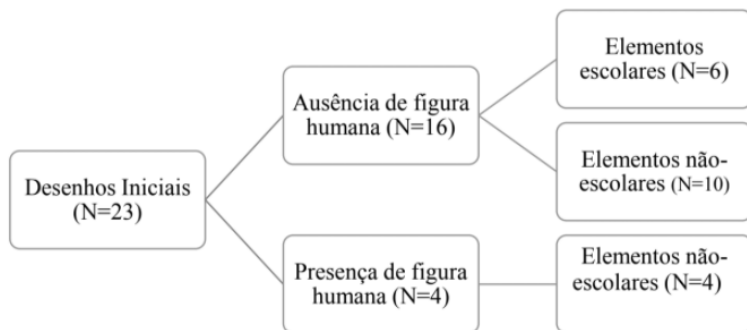 Desenhos Iniciais
(N=23)
Ausência de figura
humana (N=16)
Elementos
escolares (N=6)
Elementos não-
escolares (N=10)
Presença de figura
humana (N=4)
Elementos não-
escolares (N=4)